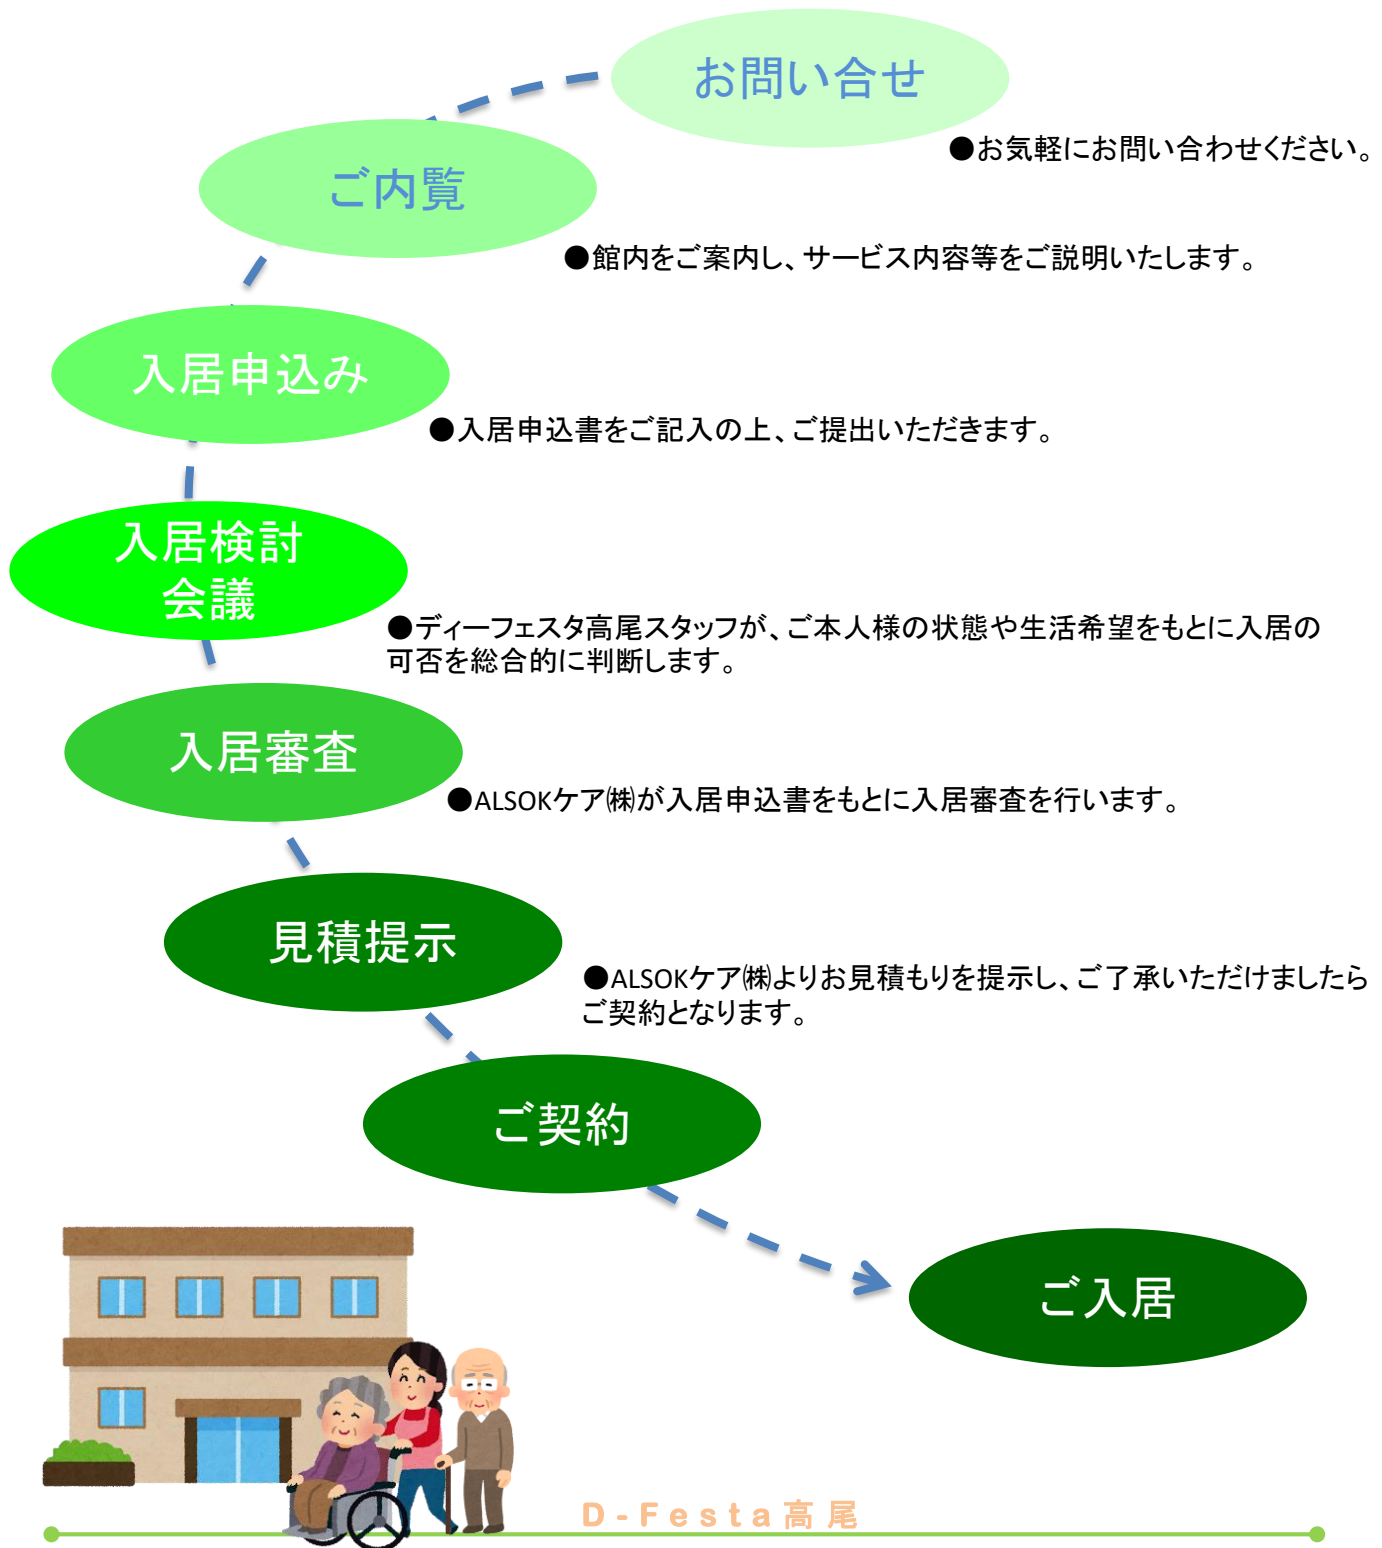 お問い合せ
●お気軽にお問い合わせください。
ご内覧
●館内をご案内し、サービス内容等をご説明いたします。
入居申込み
●入居申込書をご記入の上、ご提出いただきます。
入居検討
会議
●ディーフェスタ高尾スタッフが、ご本人様の状態や生活希望をもとに入居の
可否を総合的に判断します。
入居審査
●ALSOKケア㈱が入居申込書をもとに入居審査を行います。
見積提示
●ALSOKケア㈱よりお見積もりを提示し、ご了承いただけましたら
ご契約となります。
ご契約
ご入居
D-Festa高尾